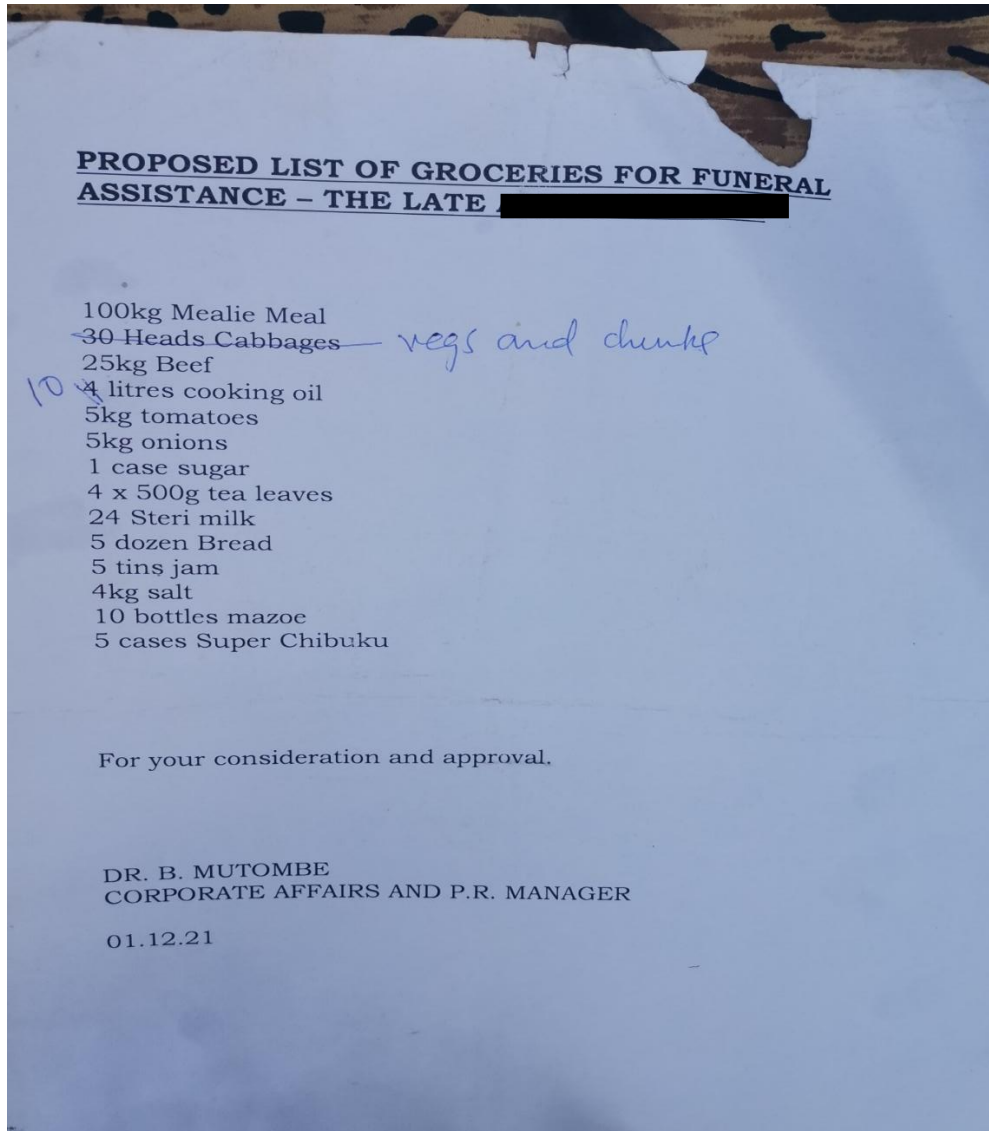 PROPOSED LIST OF GROCERIES FOR FUNERAL
ASSISTANCE – THE LATE
100kg Mealie Meal
30 Heads Cabbages vegs and chunks
25kg Beef
10 4 litres cooking oil
5kg tomatoes
5kg onions
1 case sugar
4 x 500g tea leaves
24 Steri milk
5 dozen Bread
5 tins jam
4kg salt
10 bottles mazoe
5 cases Super Chibuku
For your consideration and approval.
DR. B. MUTOMBE
CORPORATE AFFAIRS AND P.R. MANAGER
01.12.21